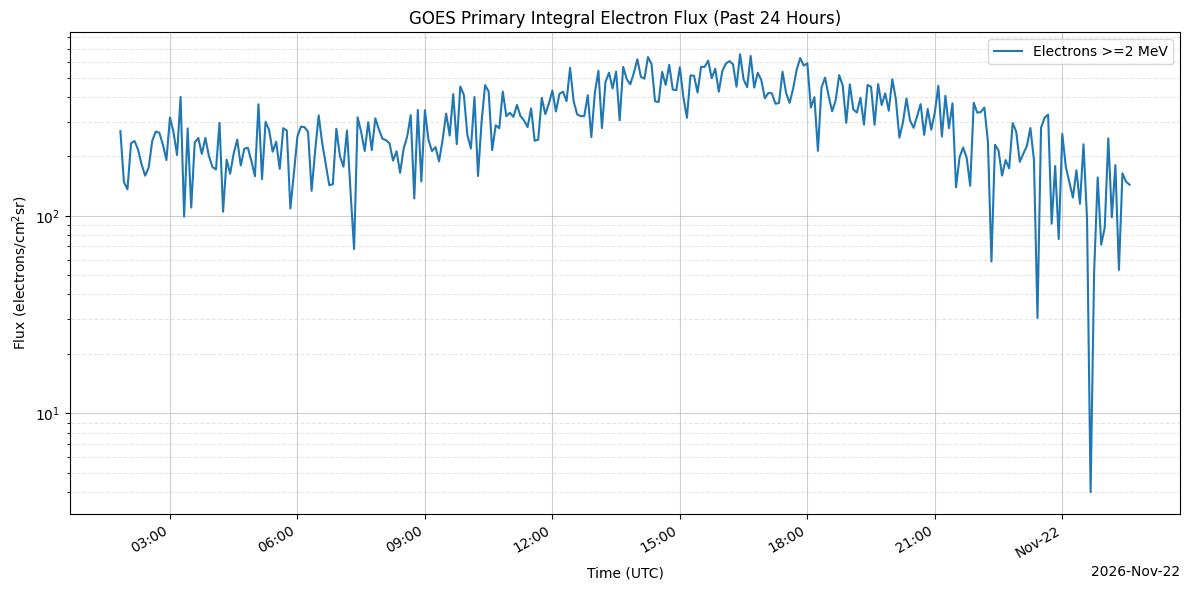 GOES Primary Integral Electron Flux (Past 24 Hours)
Electrons >=2 MeV
Flux (electrons/cm²sr)
10²
10¹
03:00
06:00
09:00
12:00
15:00
18:00
21:00
Nov-22
Time (UTC)
2026-Nov-22